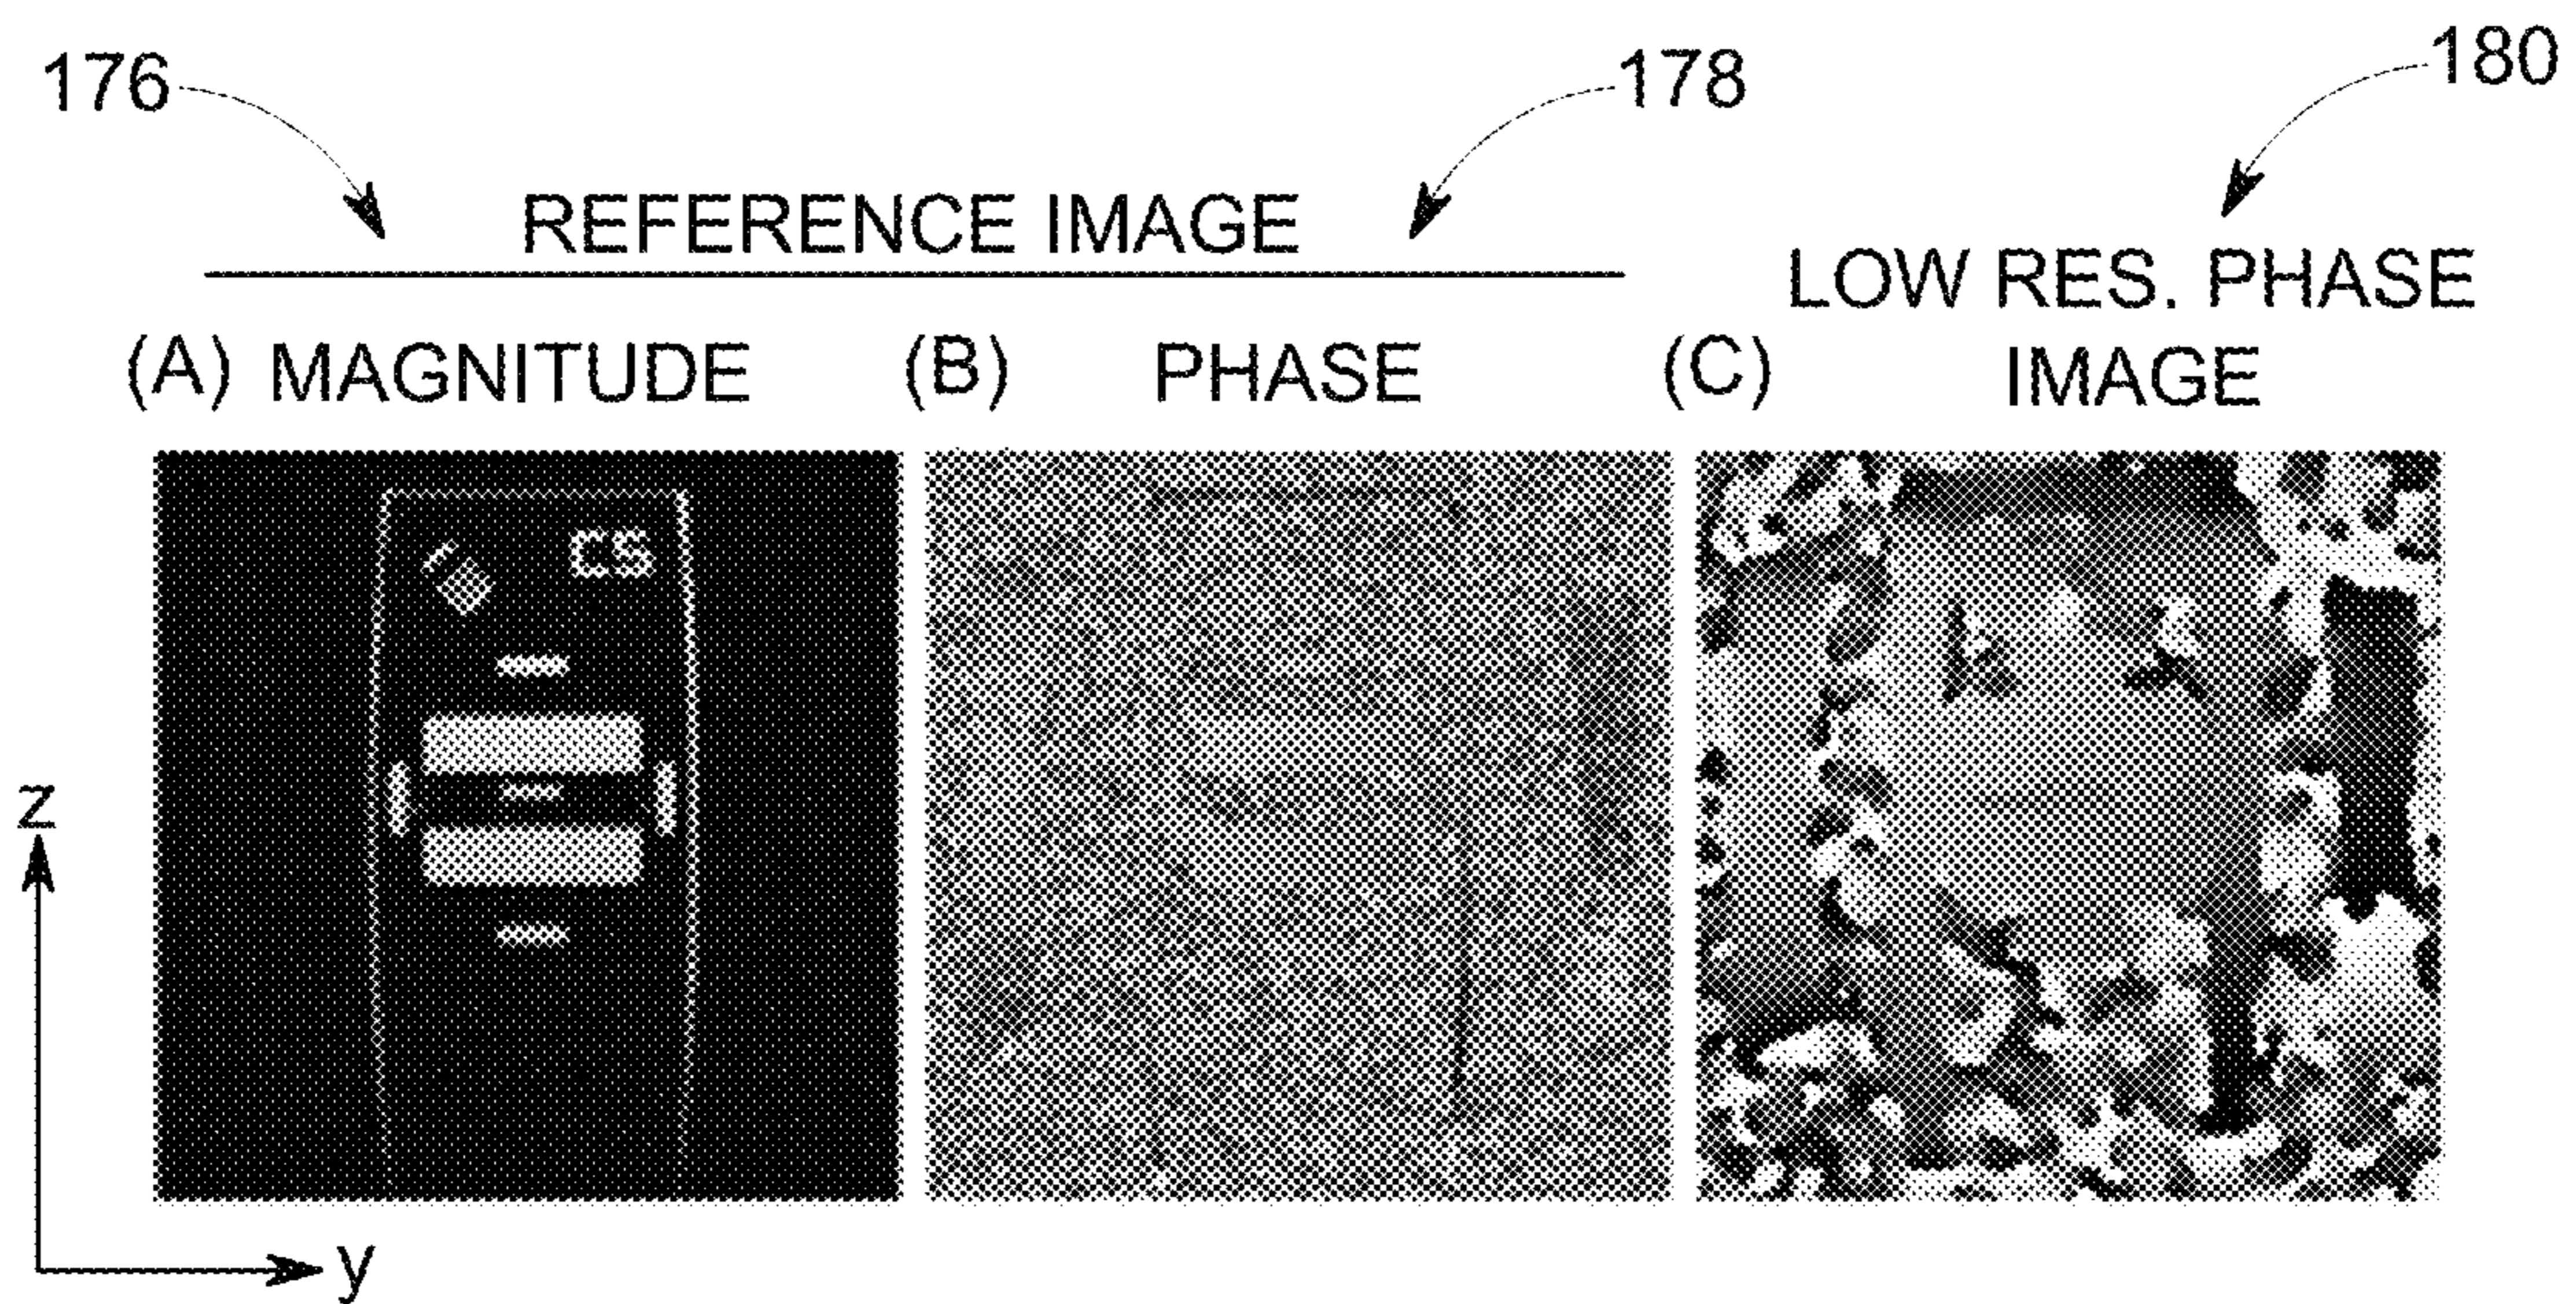 176 178 180
REFERENCE IMAGE
LOW RES. PHASE
(A) MAGNITUDE (B) PHASE (C) IMAGE
CS
z
y